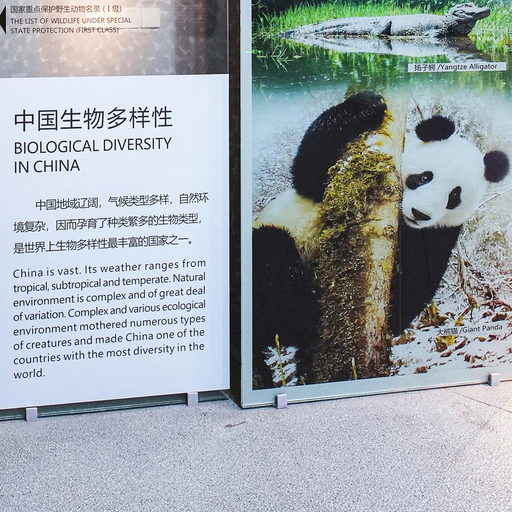 国家重点保护野生动物名录 (1级)
THE LIST OF WILDLIFE UNDER SPECIAL
STATE PROTECTION (FIRST CLASS)
中国生物多样性
BIOLOGICAL DIVERSITY
IN CHINA
中国地域辽阔，气候类型多样，自然环
境复杂，因而孕育了种类繁多的生物类型，
是世界上生物多样性最丰富的国家之一。
China is vast. Its weather ranges from
tropical, subtropical and temperate. Natural
environment is complex and of great deal
of variation. Complex and various ecological
environment mothered numerous types
of creatures and made China one of the
countries with the most diversity in the
world.
扬子鳄 /Yangtze Alligator
大熊猫 /Giant Panda